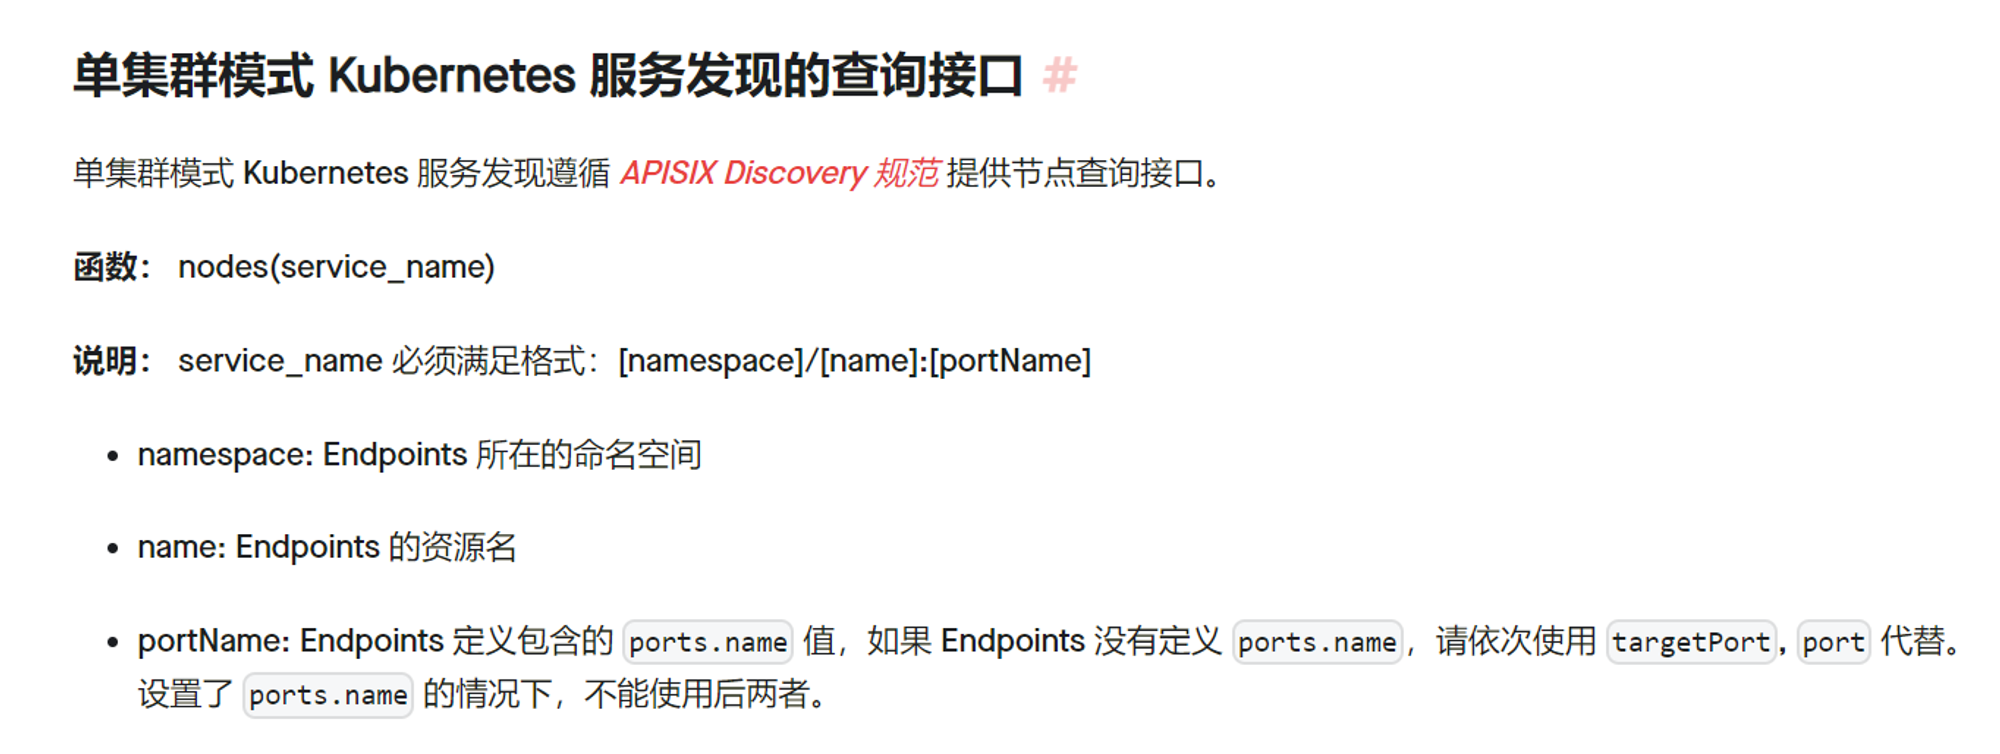 单集群模式 Kubernetes 服务发现的查询接口 #
单集群模式 Kubernetes 服务发现遵循 APISIX Discovery 规范 提供节点查询接口。
函数： nodes(service_name)
说明： service_name 必须满足格式：[namespace]/[name]:[portName]
• namespace: Endpoints 所在的命名空间
• name: Endpoints 的资源名
• portName: Endpoints 定义包含的 ports.name 值，如果 Endpoints 没有定义 ports.name，请依次使用 targetPort, port 代替。
设置了 ports.name 的情况下，不能使用后两者。